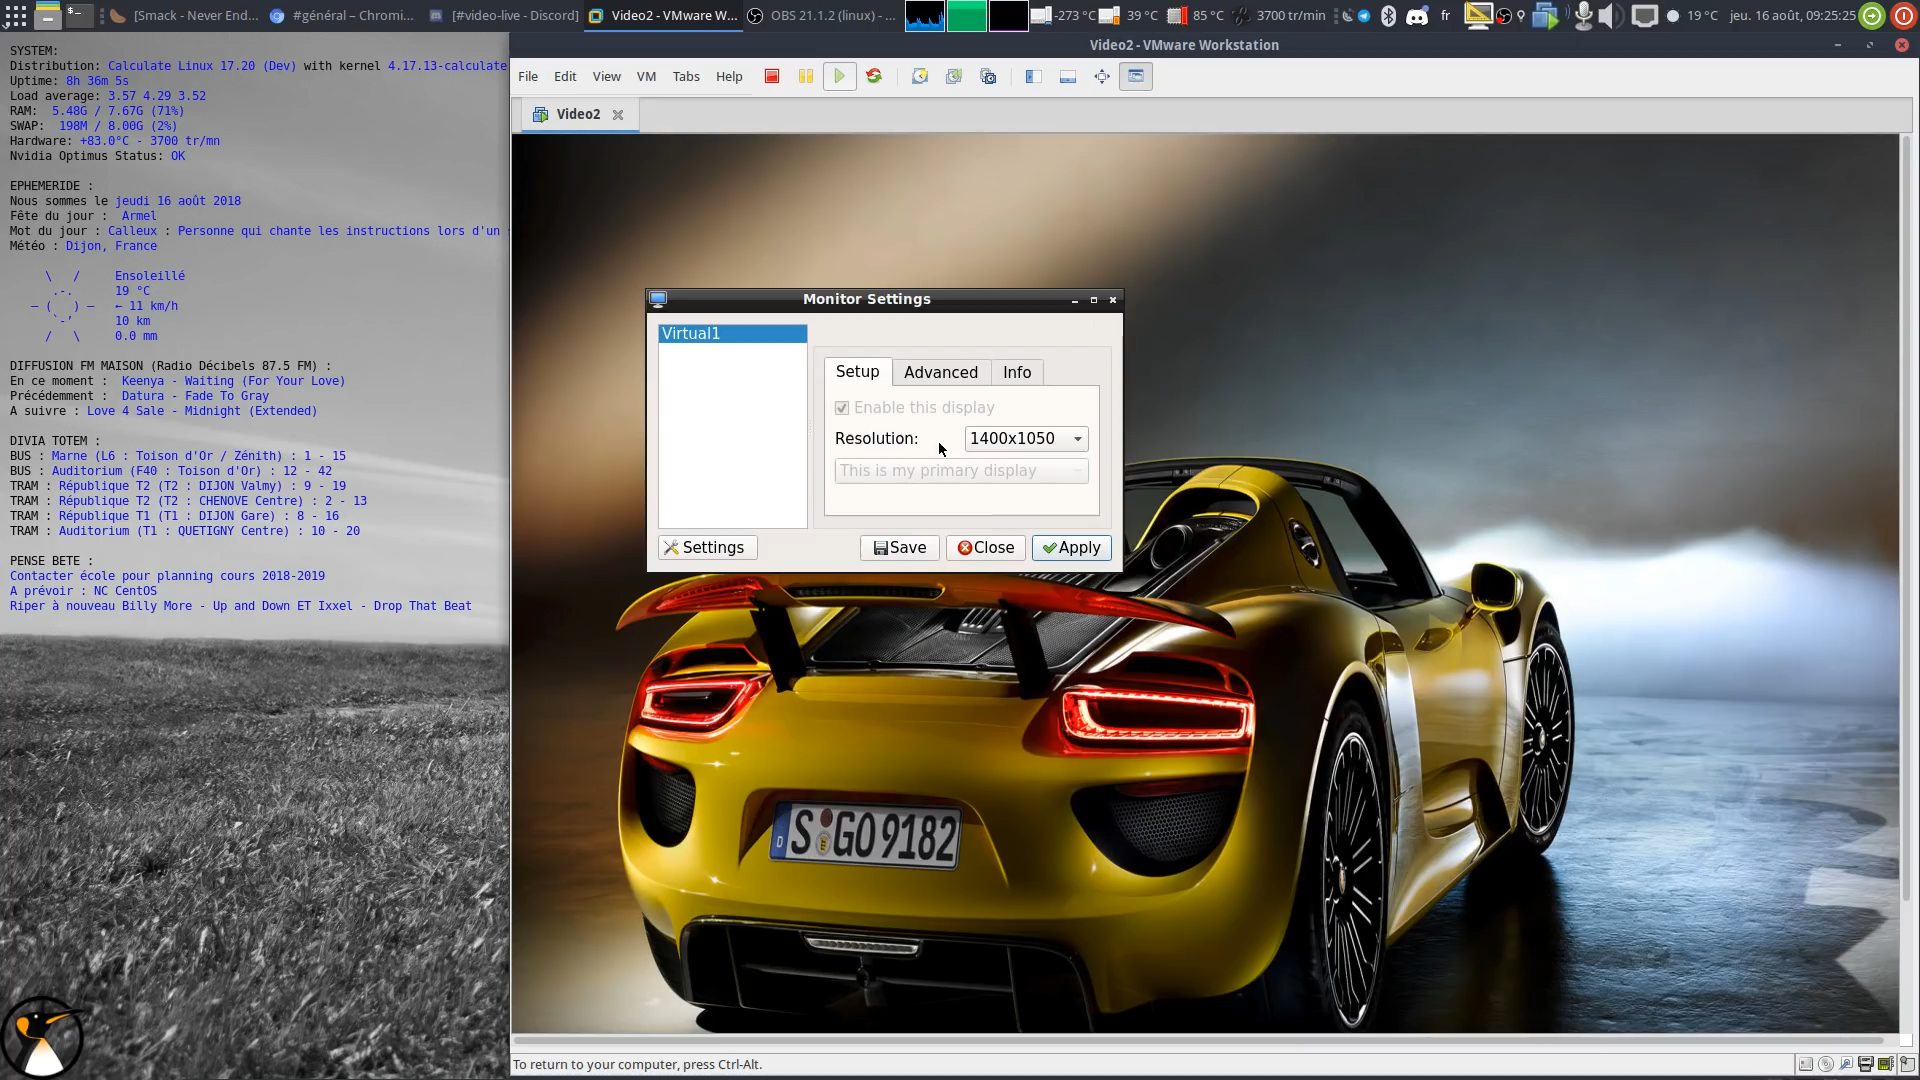 [Smack - Never End...
#général – Chromi...
[#video-live - Discord]
Video2 - VMware W...
OBS 21.1.2 (linux) - ...
-273 °C
39 °C
85 °C
3700 tr/min
fr
19 °C
jeu. 16 août, 09:25:25
SYSTEM:
Distribution: Calculate Linux 17.20 (Dev) with kernel 4.17.13-calculate
Uptime: 8h 36m 5s
Load average: 3.57 4.29 3.52
RAM: 5.48G / 7.67G (71%)
SWAP: 198M / 8.00G (2%)
Hardware: +83.0°C - 3700 tr/mn
Nvidia Optimus Status: OK
EPHEMERIDE :
Nous sommes le jeudi 16 août 2018
Fête du jour : Armel
Mot du jour : Calleux : Personne qui chante les instructions lors d'un
Météo : Dijon, France
Ensoleillé
19 °C
← 11 km/h
10 km
0.0 mm
DIFFUSION FM MAISON (Radio Décibels 87.5 FM) :
En ce moment : Keenya - Waiting (For Your Love)
Précédemment : Datura - Fade To Gray
A suivre : Love 4 Sale - Midnight (Extended)
DIVIA TOTEM :
BUS : Marne (L6 : Toison d'Or / Zénith) : 1 - 15
BUS : Auditorium (F40 : Toison d'Or) : 12 - 42
TRAM : République T2 (T2 : DIJON Valmy) : 9 - 19
TRAM : République T2 (T2 : CHENOVE Centre) : 2 - 13
TRAM : République T1 (T1 : DIJON Gare) : 8 - 16
TRAM : Auditorium (T1 : QUETIGNY Centre) : 10 - 20
PENSE BETE :
Contacter école pour planning cours 2018-2019
A prévoir : NC CentOS
Riper à nouveau Billy More - Up and Down ET Ixxel - Drop That Beat
Video2 - VMware Workstation
File Edit View VM Tabs Help
Video2
Monitor Settings
Virtual1
Setup Advanced Info
Enable this display
Resolution: 1400x1050
This is my primary display
Settings Save Close Apply
D S GO 9182
To return to your computer, press Ctrl-Alt.